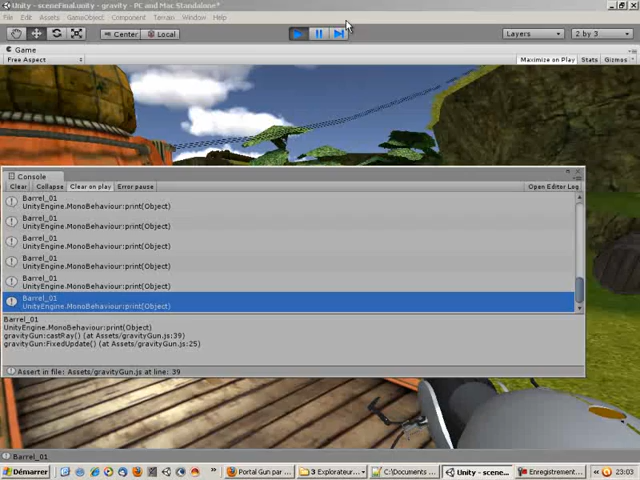 Unity - sceneFinal.unity - gravity - PC and Mac Standalone*
File Edit Assets GameObject Component Terrain Window Help
Center Local Layers 2 by 3
Game
Free Aspect Maximize on Play Stats Gizmos
Console
Clear Collapse Clear on play Error pause Open Editor Log
Barrel_01
UnityEngine.MonoBehaviour:print(Object)
Barrel_01
UnityEngine.MonoBehaviour:print(Object)
Barrel_01
UnityEngine.MonoBehaviour:print(Object)
Barrel_01
UnityEngine.MonoBehaviour:print(Object)
Barrel_01
UnityEngine.MonoBehaviour:print(Object)
Barrel_01
UnityEngine.MonoBehaviour:print(Object)
Barrel_01
UnityEngine.MonoBehaviour:print(Object)
gravityGun:castRay() (at Assets/gravityGun.js:39)
gravityGun:FixedUpdate() (at Assets/gravityGun.js:25)
Assert in file: Assets/gravityGun.js at line: 39
Barrel_01
Démarrer Portal Gun par ... 3 Explorateur... C:\Documents ... Unity - scene... Enregistrement... 23:03